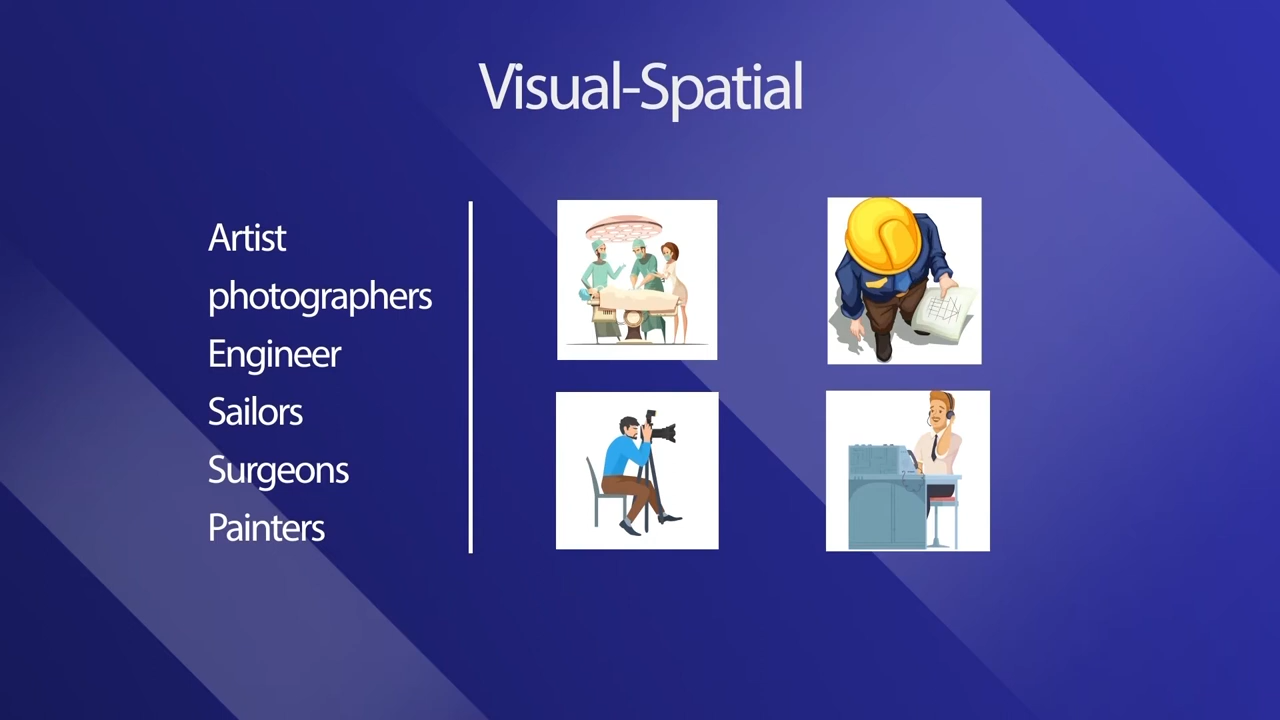 Visual-Spatial
Artist
photographers
Engineer
Sailors
Surgeons
Painters